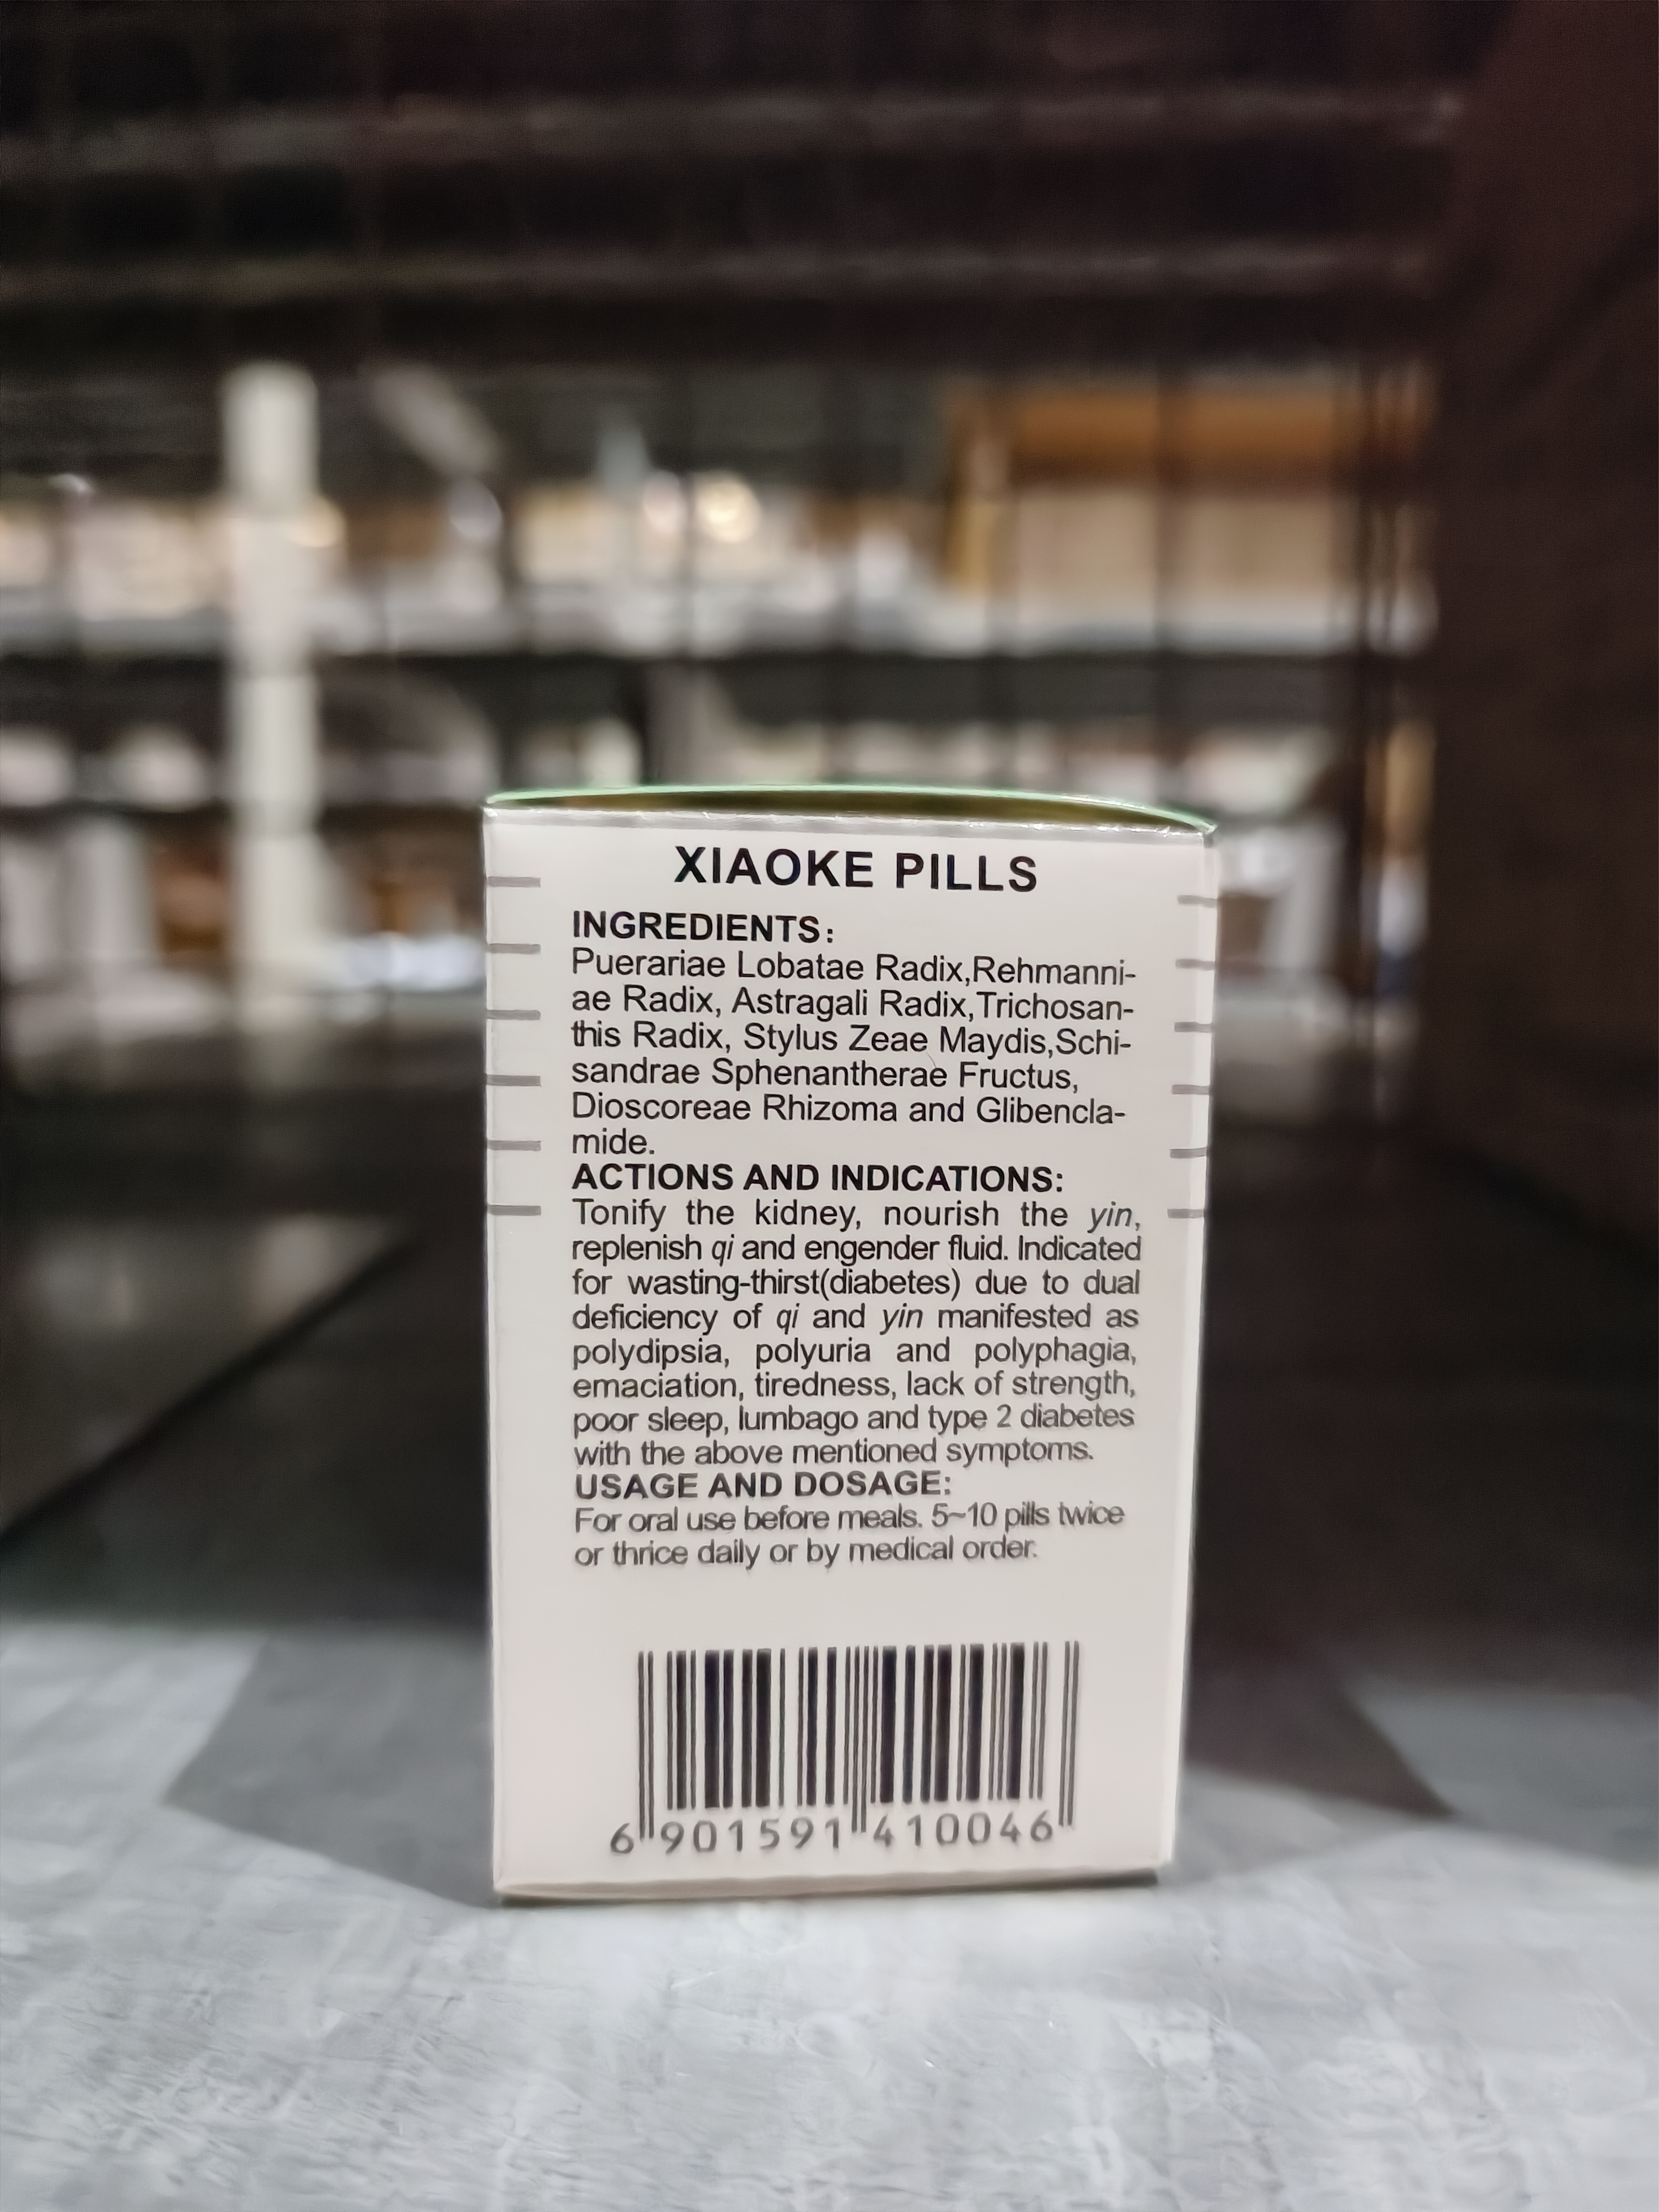 XIAOKE PILLS
INGREDIENTS:
Puerariae Lobatae Radix,Rehmanni-
ae Radix, Astragali Radix,Trichosan-
this Radix, Stylus Zeae Maydis,Schi-
sandrae Sphenantherae Fructus,
Dioscoreae Rhizoma and Glibencla-
mide.
ACTIONS AND INDICATIONS:
Tonify the kidney, nourish the yin,
replenish qi and engender fluid. Indicated
for wasting-thirst(diabetes) due to dual
deficiency of qi and yin manifested as
polydipsia, polyuria and polyphagia,
emaciation, tiredness, lack of strength,
poor sleep, lumbago and type 2 diabetes
with the above mentioned symptoms.
USAGE AND DOSAGE:
For oral use before meals. 5~10 pills twice
or thrice daily or by medical order.
6 901591 410046